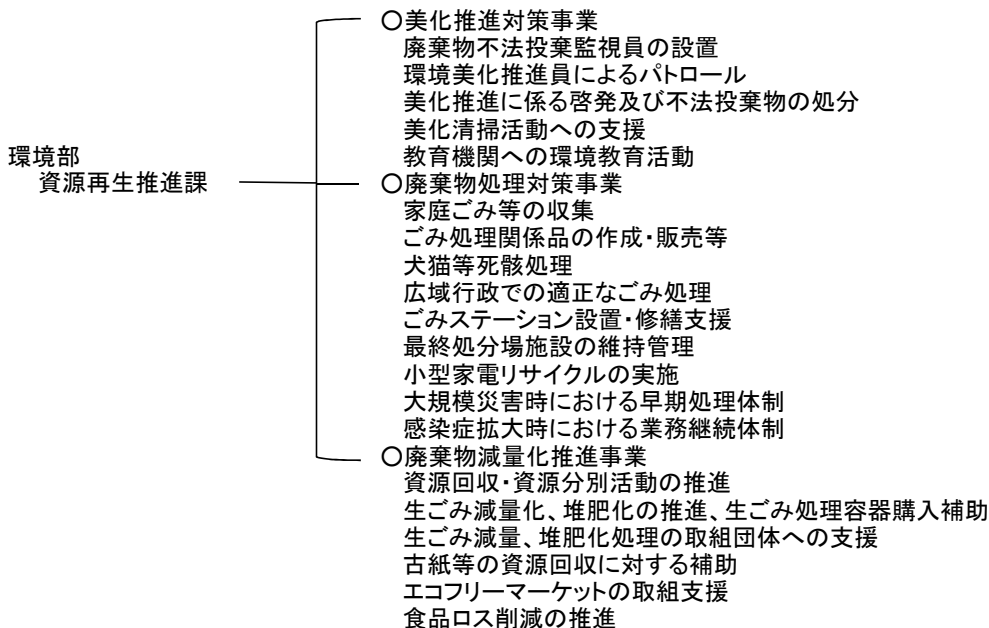 〇美化推進対策事業
廃棄物不法投棄監視員の設置
環境美化推進員によるパトロール
美化推進に係る啓発及び不法投棄物の処分
美化清掃活動への支援
教育機関への環境教育活動
環境部
資源再生推進課
〇廃棄物処理対策事業
家庭ごみ等の収集
ごみ処理関係品の作成・販売等
犬猫等死骸処理
広域行政での適正なごみ処理
ごみステーション設置・修繕支援
最終処分場施設の維持管理
小型家電リサイクルの実施
大規模災害時における早期処理体制
感染症拡大時における業務継続体制
〇廃棄物減量化推進事業
資源回収・資源分別活動の推進
生ごみ減量化、堆肥化の推進、生ごみ処理容器購入補助
生ごみ減量、堆肥化処理の取組団体への支援
古紙等の資源回収に対する補助
エコフリーマーケットの取組支援
食品ロス削減の推進